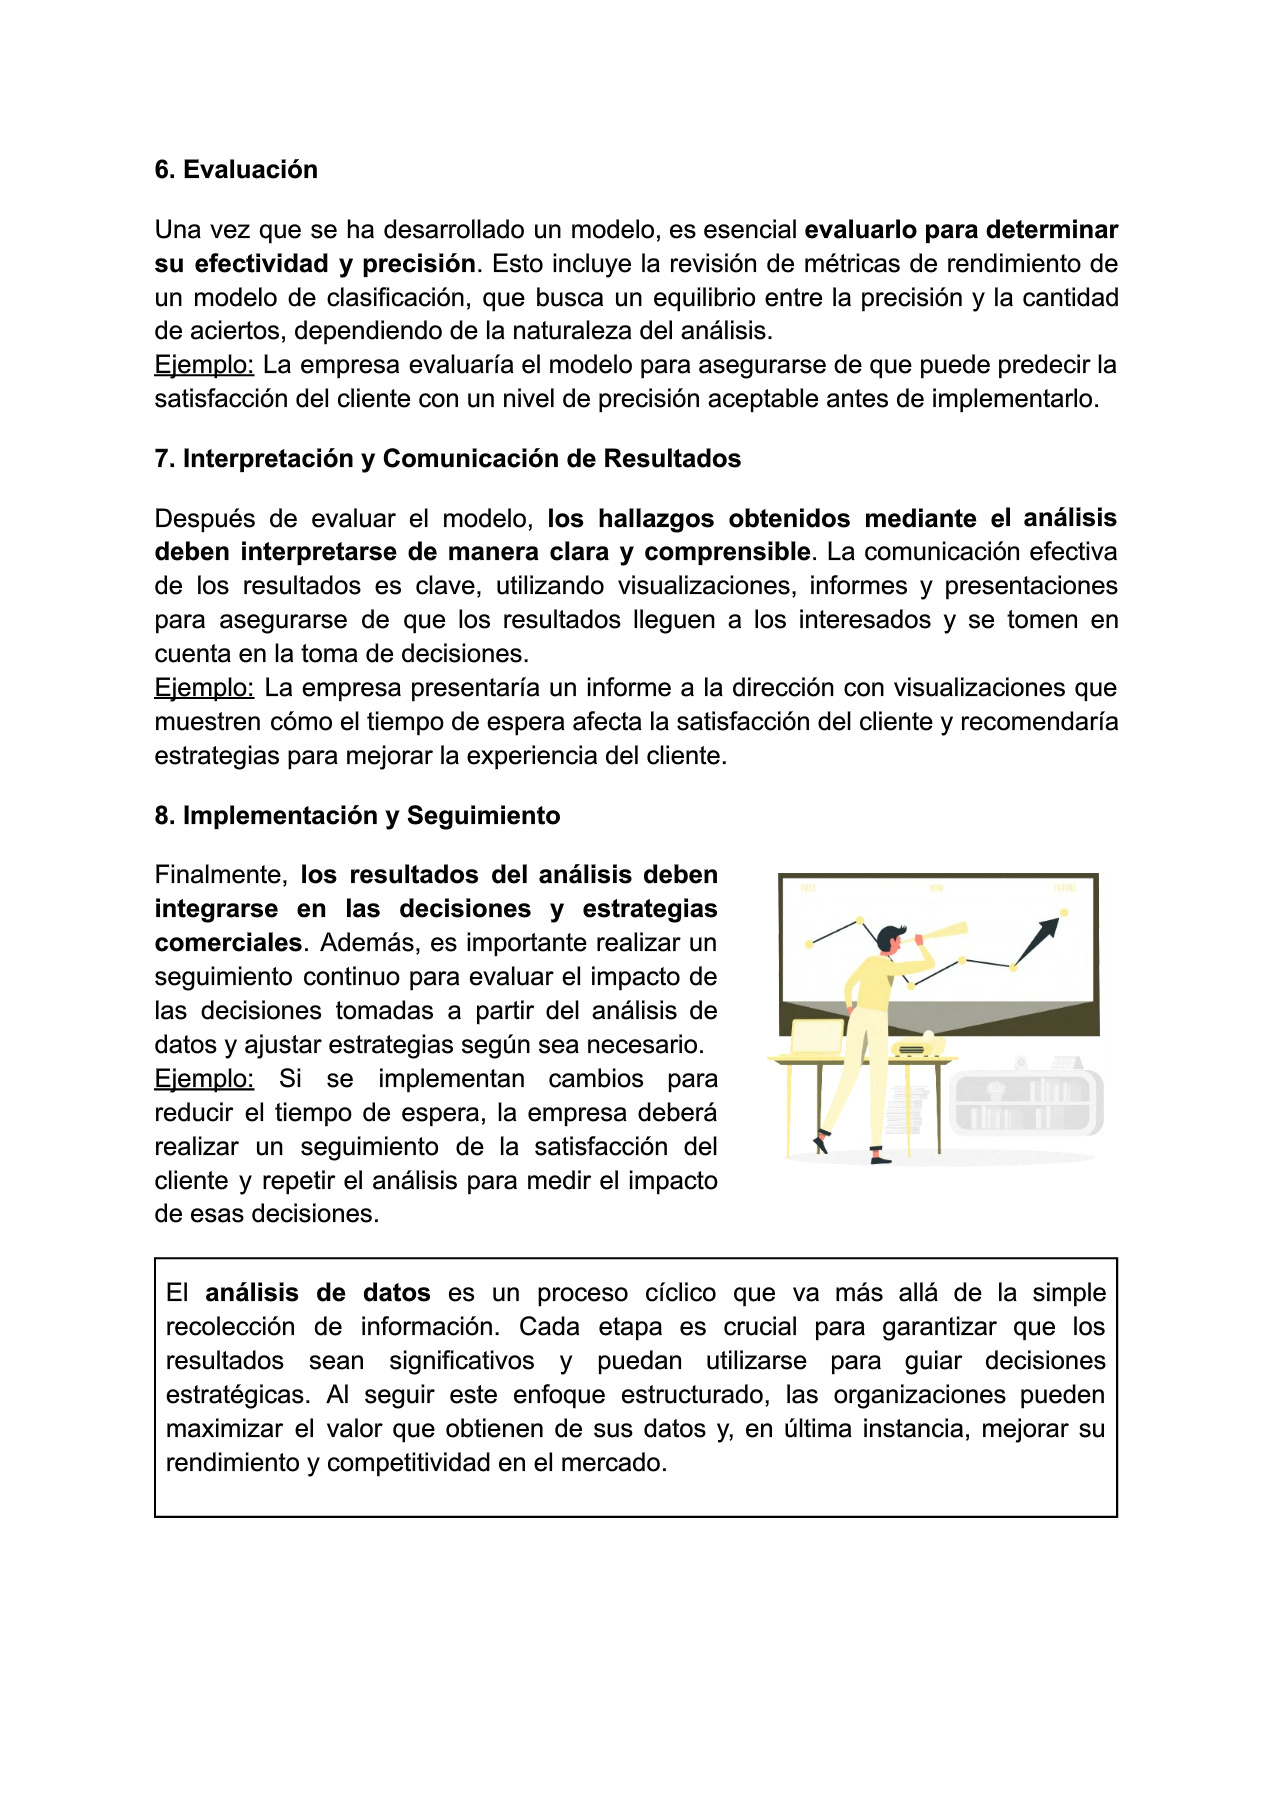 6. Evaluación
Una vez que se ha desarrollado un modelo, es esencial evaluarlo para determinar
su efectividad y precisión. Esto incluye la revisión de métricas de rendimiento de
un modelo de clasificación, que busca un equilibrio entre la precisión y la cantidad
de aciertos, dependiendo de la naturaleza del análisis.
Ejemplo: La empresa evaluaría el modelo para asegurarse de que puede predecir la
satisfacción del cliente con un nivel de precisión aceptable antes de implementarlo.
7. Interpretación y Comunicación de Resultados
Después de evaluar el modelo, los hallazgos obtenidos mediante el análisis
deben interpretarse de manera clara y comprensible. La comunicación efectiva
de los resultados es clave, utilizando visualizaciones, informes y presentaciones
para asegurarse de que los resultados lleguen a los interesados y se tomen en
cuenta en la toma de decisiones.
Ejemplo: La empresa presentaría un informe a la dirección con visualizaciones que
muestren cómo el tiempo de espera afecta la satisfacción del cliente y recomendaría
estrategias para mejorar la experiencia del cliente.
8. Implementación y Seguimiento
Finalmente, los resultados del análisis deben
integrarse en las decisiones y estrategias
comerciales. Además, es importante realizar un
seguimiento continuo para evaluar el impacto de
las decisiones tomadas a partir del análisis de
datos y ajustar estrategias según sea necesario.
Ejemplo: Si se implementan cambios para
reducir el tiempo de espera, la empresa deberá
realizar un seguimiento de la satisfacción del
cliente y repetir el análisis para medir el impacto
de esas decisiones.
PAST NOW FUTURE
El análisis de datos es un proceso cíclico que va más allá de la simple
recolección de información. Cada etapa es crucial para garantizar que los
resultados sean significativos y puedan utilizarse para guiar decisiones
estratégicas. Al seguir este enfoque estructurado, las organizaciones pueden
maximizar el valor que obtienen de sus datos y, en última instancia, mejorar su
rendimiento y competitividad en el mercado.